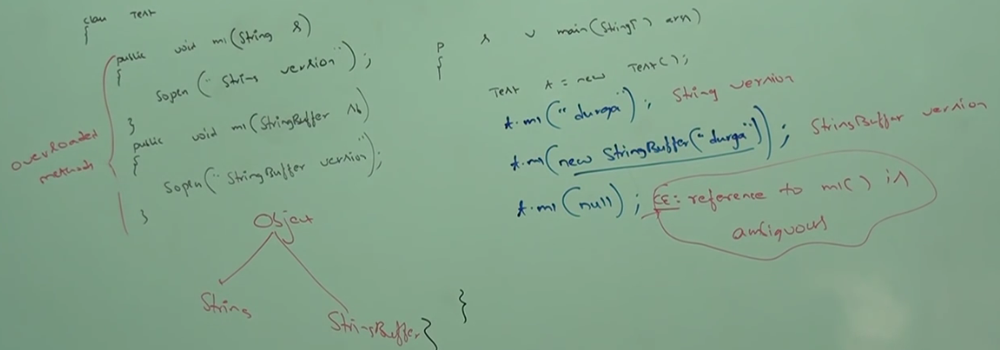 class Test
{
public void m1(String s)
{
Sopln("String version");
}
public void m1(StringBuffer sb)
{
Sopln("StringBuffer version");
}
overloaded
methods
Object
String
StringBuffer
}
P s v main(String[] args)
{
Test t = new Test();
t.m1("durga"); String version
t.m1(new StringBuffer("durga")); StringBuffer version
t.m1(null); CE: reference to m1() is
ambiguous
}